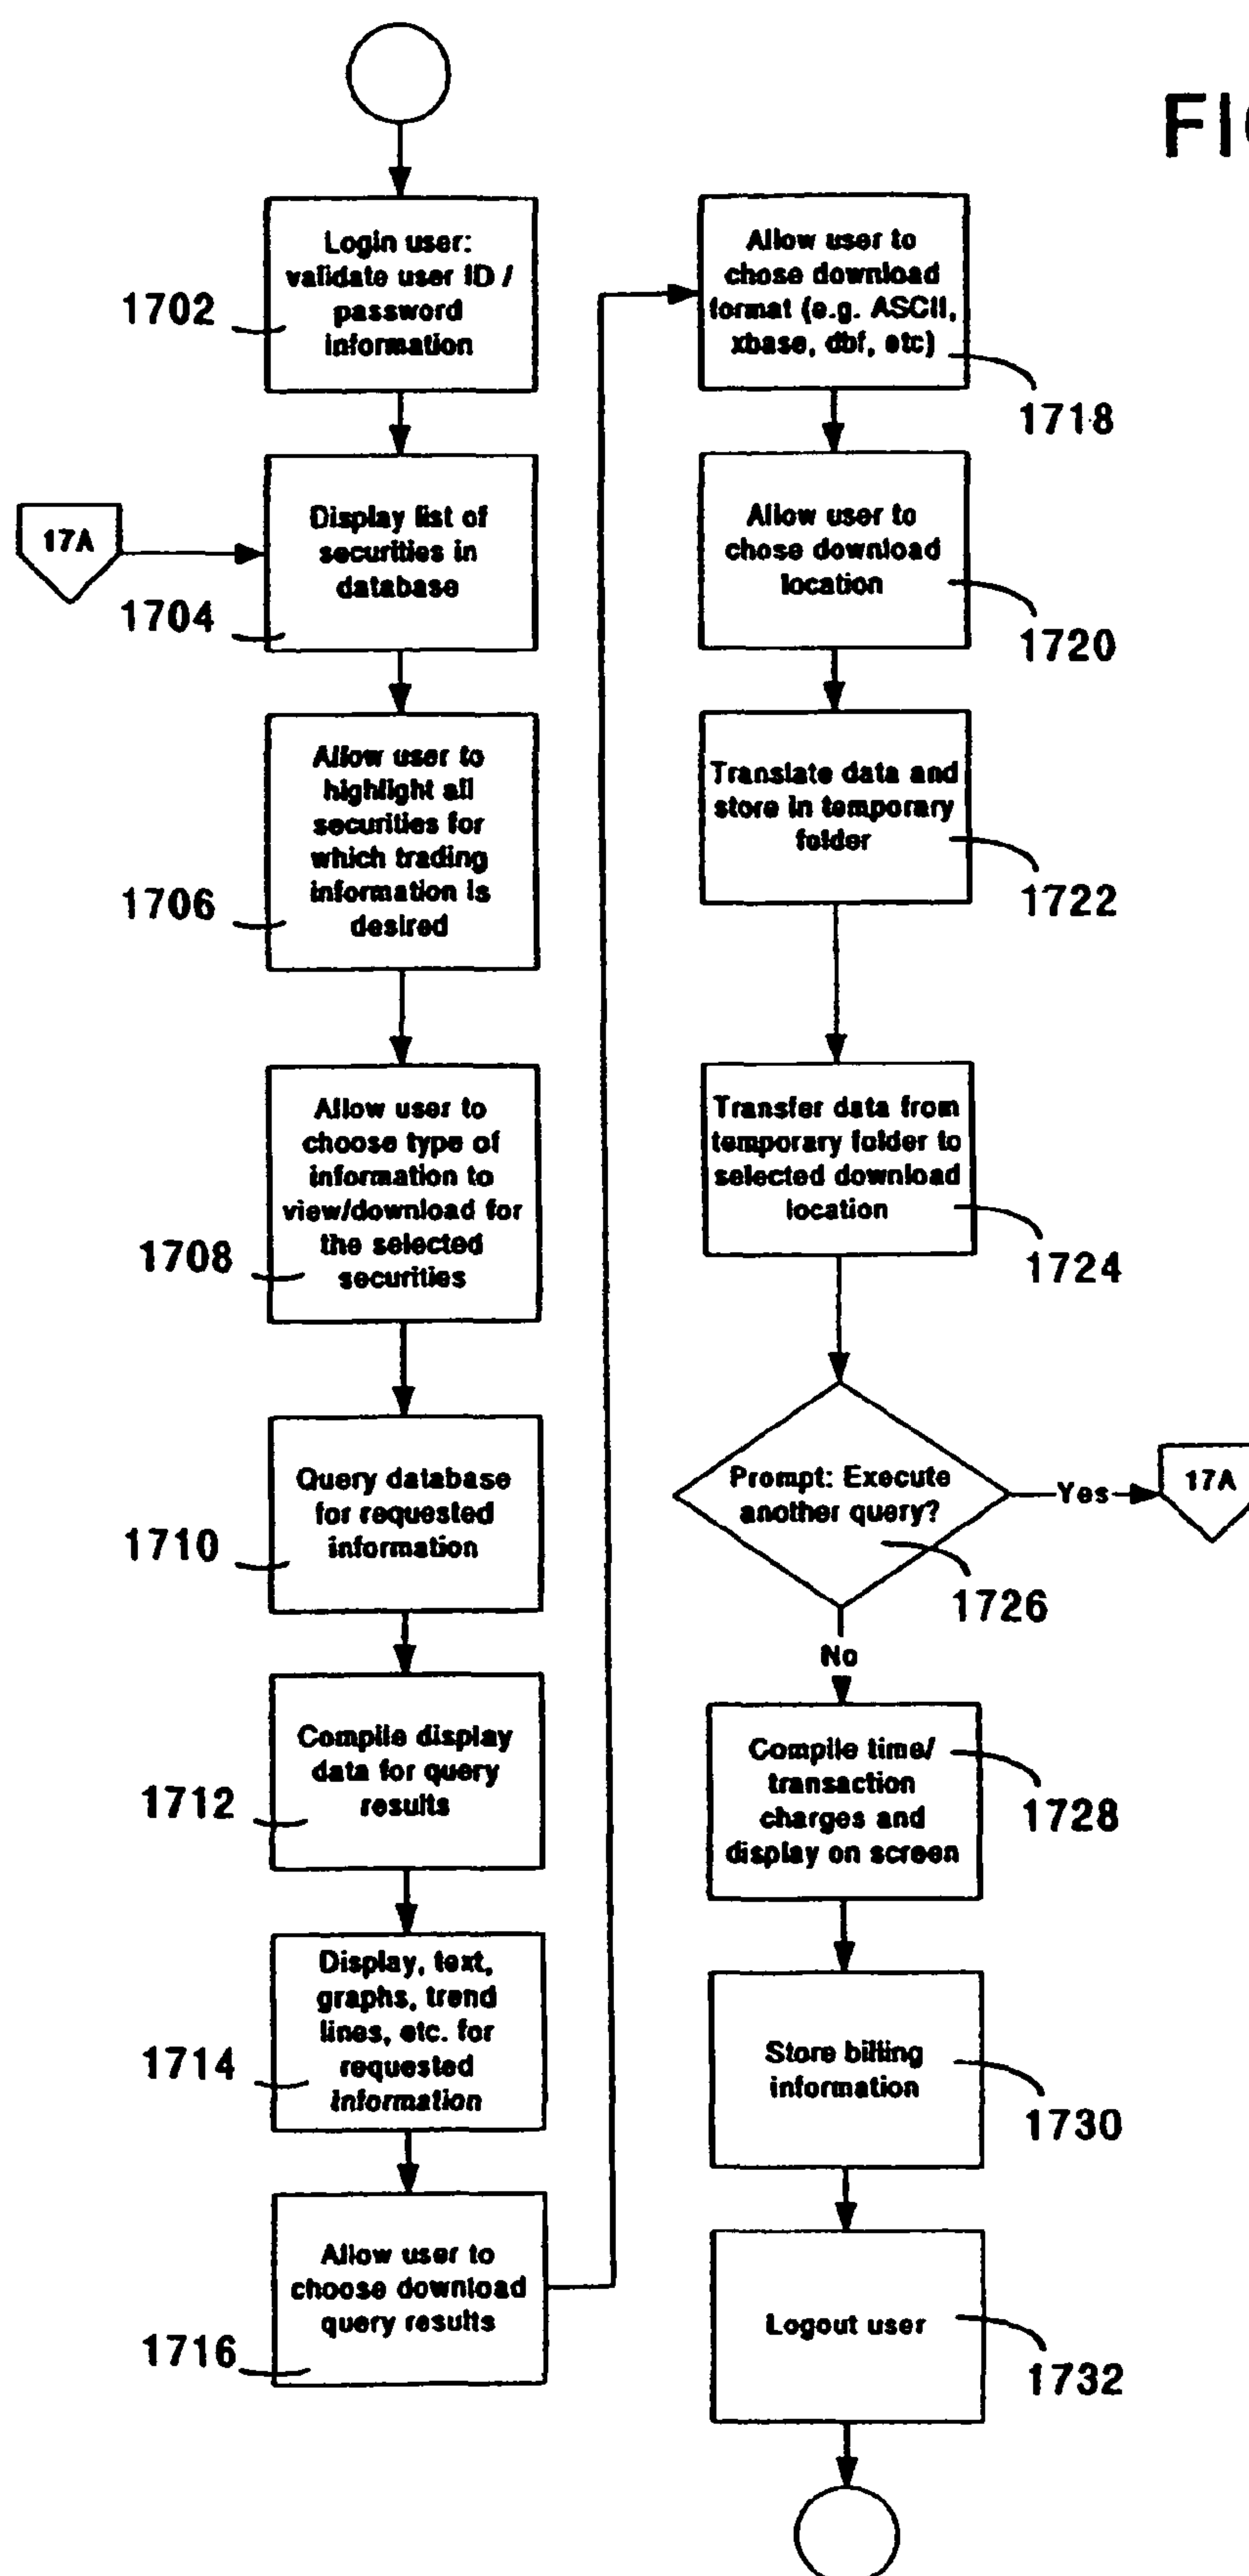 FI
Login user:
validate user ID /
password
information
1702
17A
Display list of
securities in
database
1704
Allow user to
highlight all
securities for
which trading
information is
desired
1706
Allow user to
choose type of
information to
view/download for
the selected
securities
1708
Query database
for requested
information
1710
Compile display
data for query
results
1712
Display, text,
graphs, trend
lines, etc. for
requested
information
1714
Allow user to
choose download
query results
1716
Allow user to
chose download
format (e.g. ASCII,
xbase, dbf, etc)
1718
Allow user to
chose download
location
1720
Translate data and
store in temporary
folder
1722
Transfer data from
temporary folder to
selected download
location
1724
Prompt: Execute
another query?
Yes
17A
1726
No
Compile time/
transaction
charges and
display on screen
1728
Store billing
information
1730
Logout user
1732